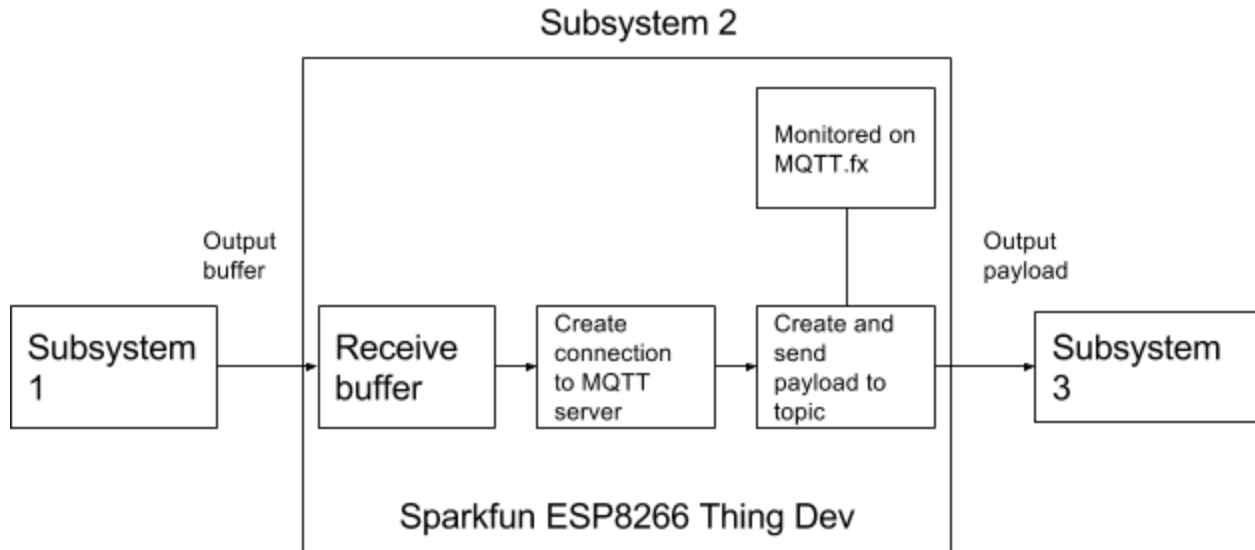 Subsystem 2
Monitored on
MQTT.fx
Output
buffer
Output
payload
Subsystem
1
Receive
buffer
Create
connection
to MQTT
server
Create and
send
payload to
topic
Subsystem
3
Sparkfun ESP8266 Thing Dev